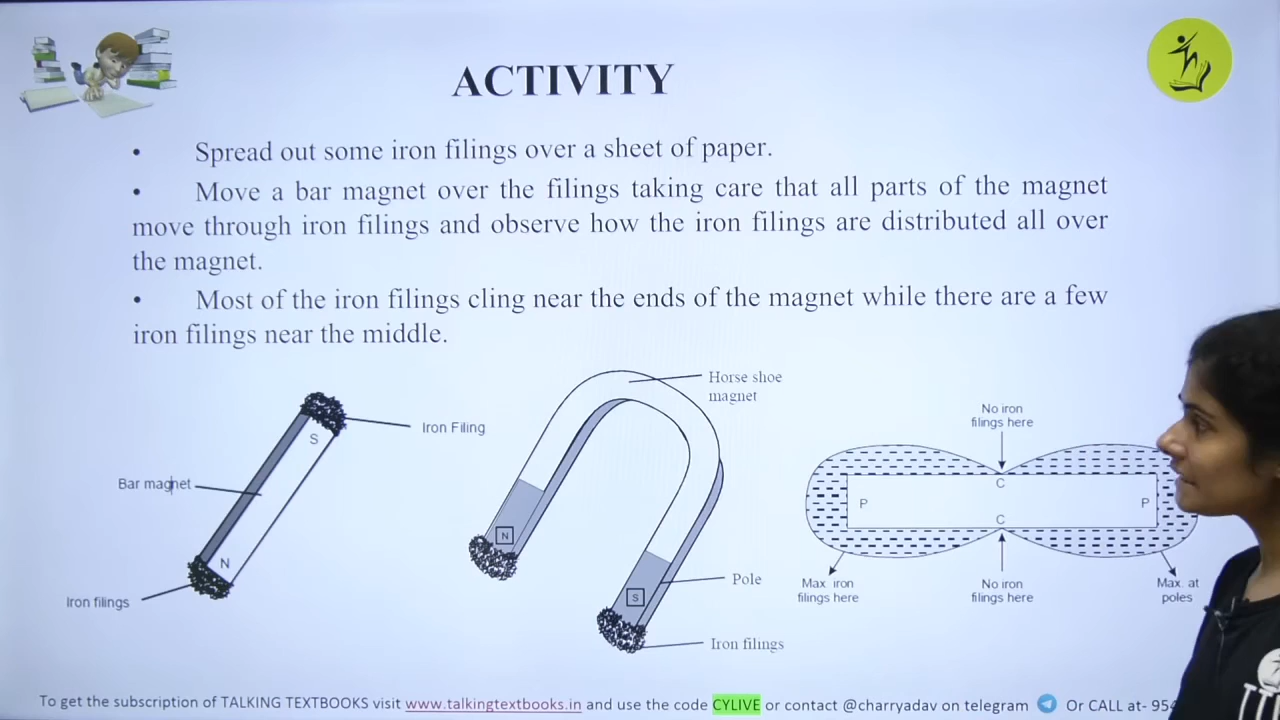 ACTIVITY
• Spread out some iron filings over a sheet of paper.
• Move a bar magnet over the filings taking care that all parts of the magnet
move through iron filings and observe how the iron filings are distributed all over
the magnet.
• Most of the iron filings cling near the ends of the magnet while there are a few
iron filings near the middle.
S
Iron Filing
Bar magnet
N
Iron filings
Horse shoe
magnet
N
Pole
S
Iron filings
No iron
filings here
C
P
P
C
Max. iron
filings here
No iron
filings here
Max. at
poles
To get the subscription of TALKING TEXTBOOKS visit www.talkingtextbooks.in and use the code CYLIVE or contact @charryadav on telegram Or CALL at-